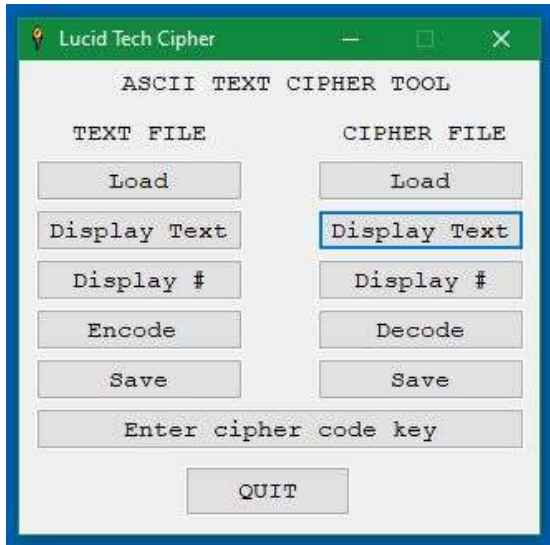 Lucid Tech Cipher
ASCII TEXT CIPHER TOOL
TEXT FILE CIPHER FILE
Load Load
Display Text Display Text
Display # Display #
Encode Decode
Save Save
Enter cipher code key
QUIT